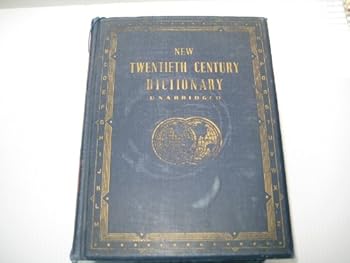 NEW
TWENTIETH CENTURY
DICTIONARY
UNABRIDGED